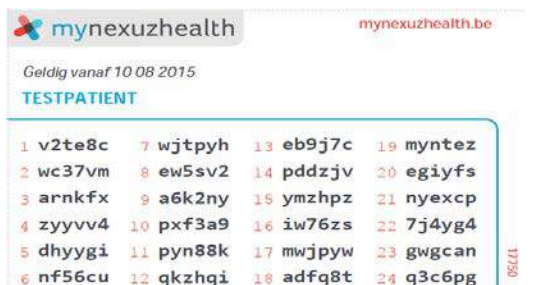 mynexuzhealth
mynexuzhealth.be
Geldig vanaf 10 08 2015
TESTPATIENT
1 v2te8c 7 wjtpyh 13 eb9j7c 19 myntez
2 wc37vm 8 ew5sv2 14 pddzjv 20 egiyfs
3 arnkfx 9 a6k2ny 15 ymzhpz 21 nyexcp
4 zyyvv4 10 pxf3a9 16 iw76zs 22 7j4yg4
5 dhyygi 11 pyn88k 17 mwjpyw 23 gwgcan
6 nf56cu 12 qkzhqi 18 adfq8t 24 q3c6pg
17750